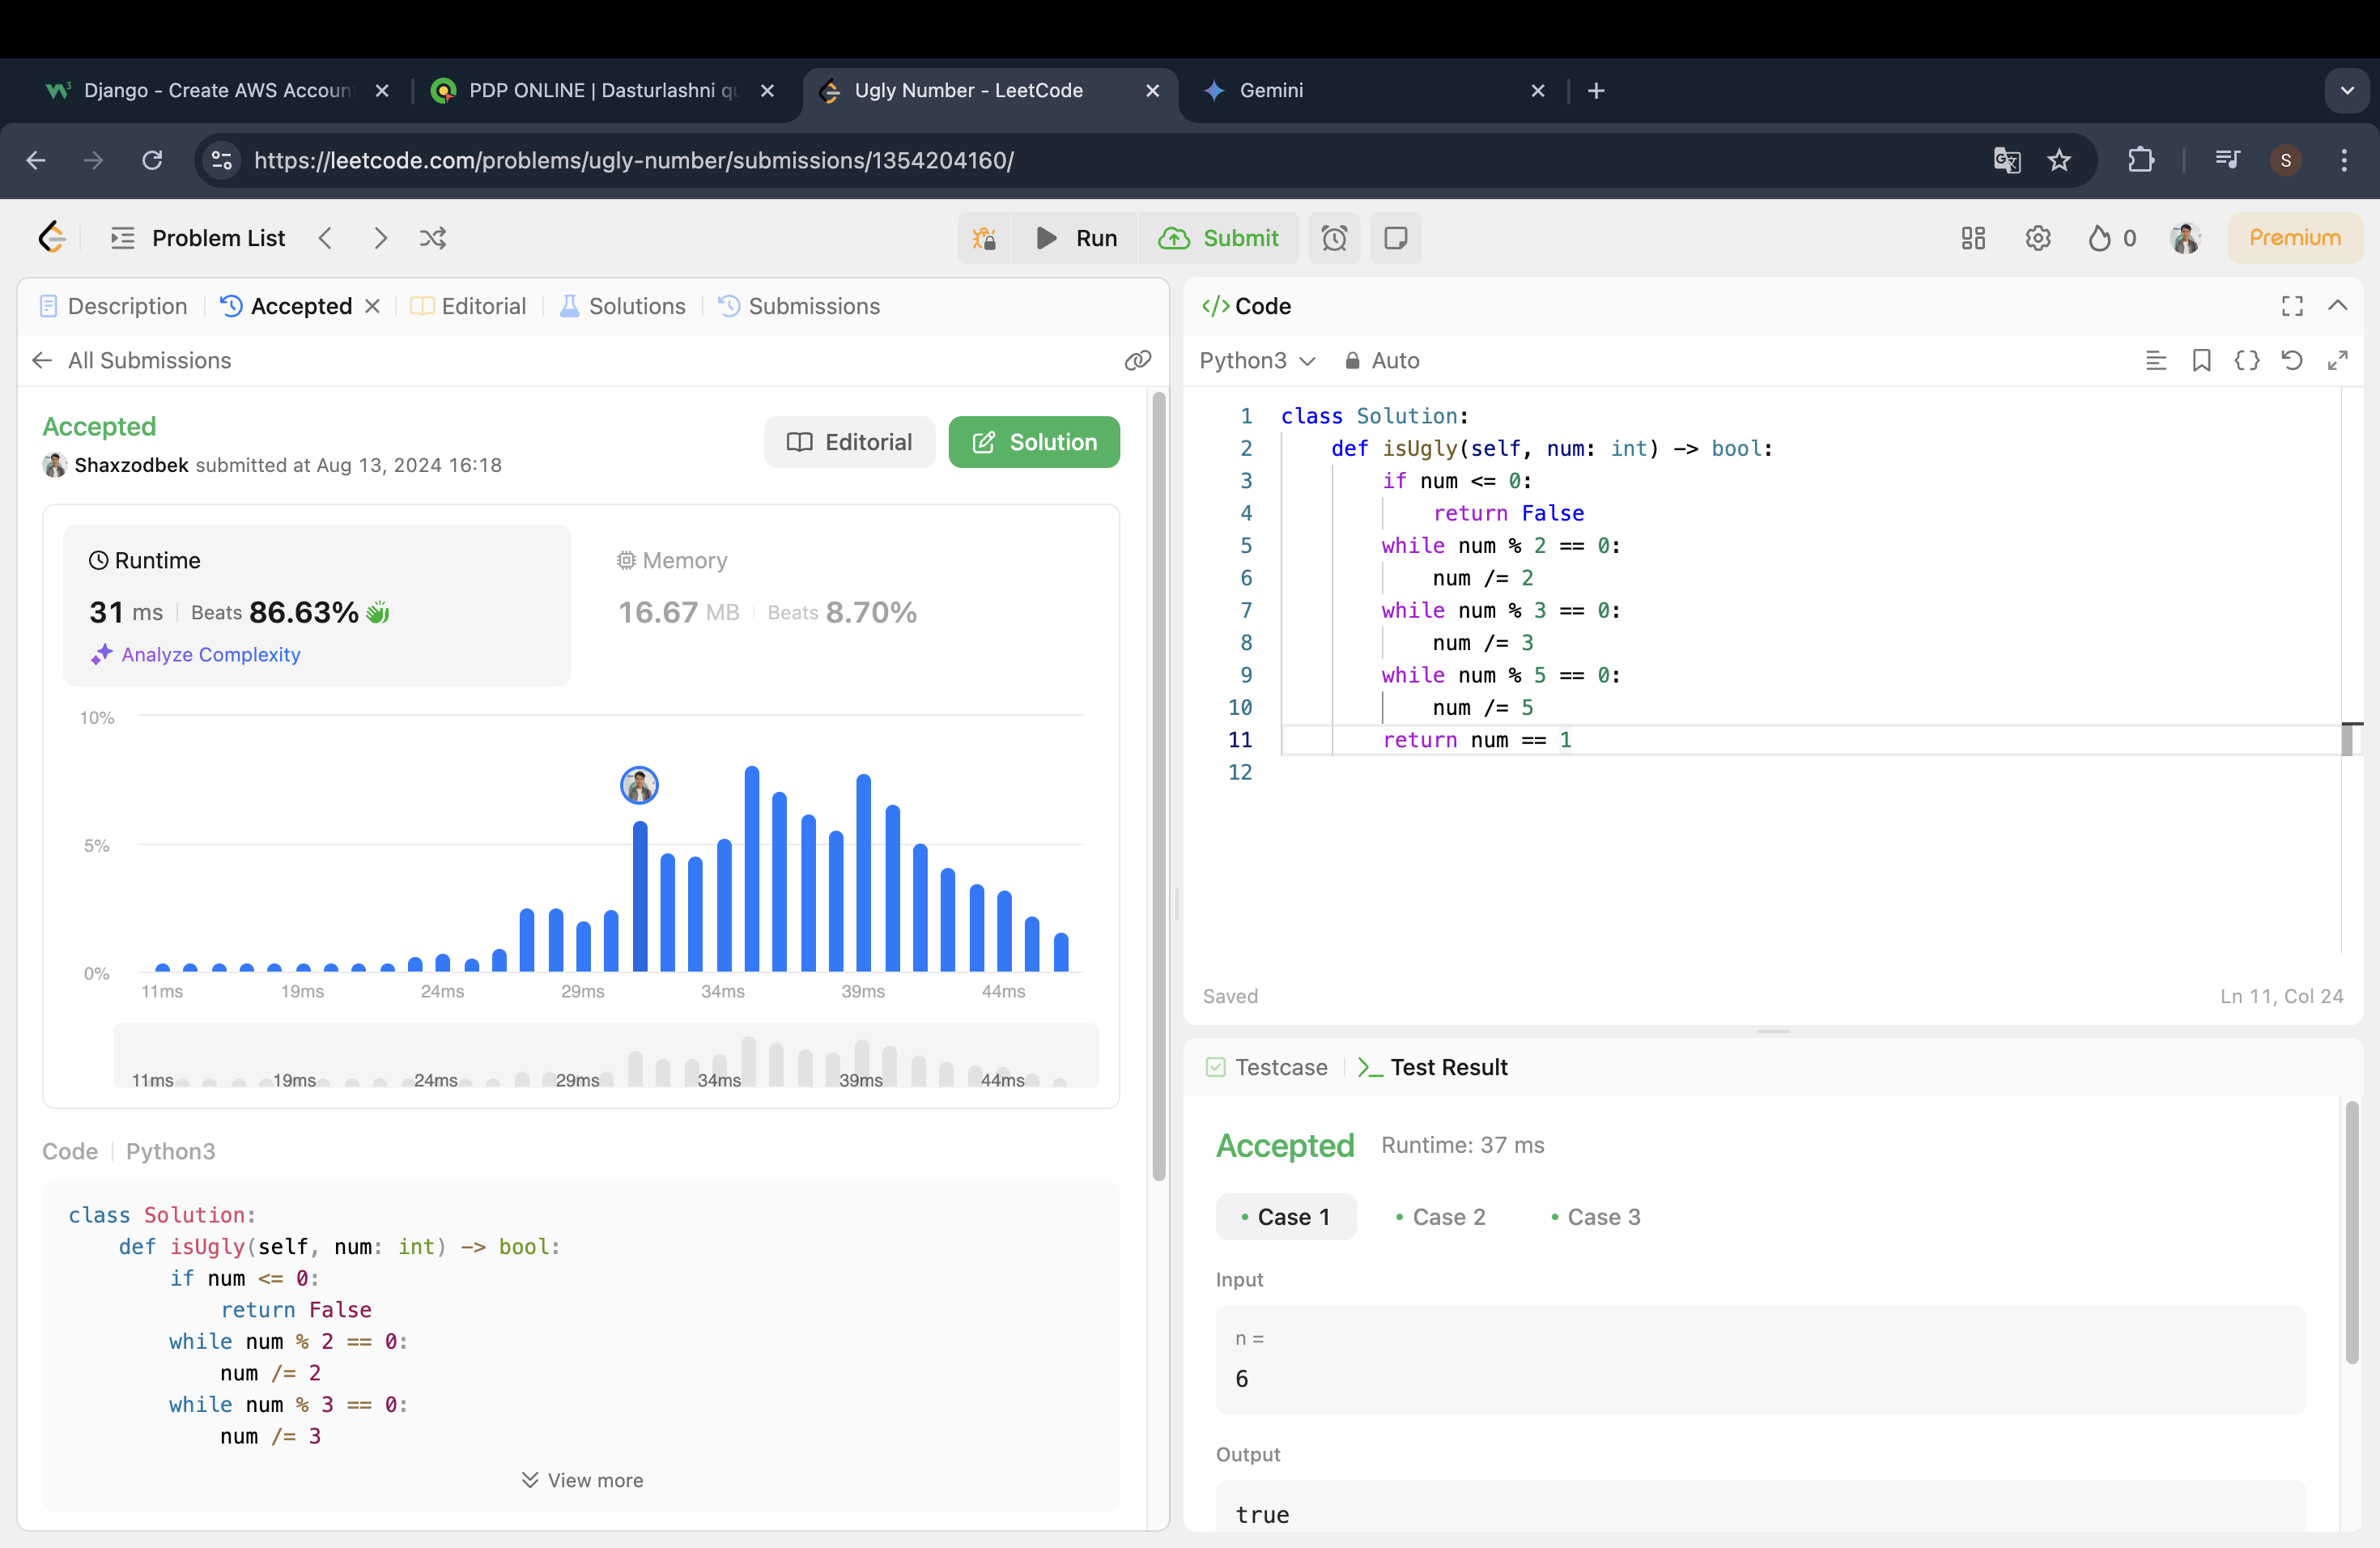 Django - Create AWS Accoun
PDP ONLINE | Dasturlashni qu
Ugly Number - LeetCode
Gemini
https://leetcode.com/problems/ugly-number/submissions/1354204160/
S
Problem List
Run
Submit
0
Premium
Description
Accepted
Editorial
Solutions
Submissions
All Submissions
Accepted
Shaxzodbek submitted at Aug 13, 2024 16:18
Editorial
Solution
Runtime
31 ms | Beats 86.63%
Analyze Complexity
Memory
16.67 MB | Beats 8.70%
10%
5%
0%
11ms 19ms 24ms 29ms 34ms 39ms 44ms
11ms 19ms 24ms 29ms 34ms 39ms 44ms
Code | Python3
class Solution:
    def isUgly(self, num: int) -> bool:
        if num <= 0:
            return False
        while num % 2 == 0:
            num /= 2
        while num % 3 == 0:
            num /= 3
View more
</> Code
Python3
Auto
1 class Solution:
2     def isUgly(self, num: int) -> bool:
3         if num <= 0:
4             return False
5         while num % 2 == 0:
6             num /= 2
7         while num % 3 == 0:
8             num /= 3
9         while num % 5 == 0:
10             num /= 5
11         return num == 1
12
Saved
Ln 11, Col 24
Testcase
Test Result
Accepted Runtime: 37 ms
• Case 1 • Case 2 • Case 3
Input
n =
6
Output
true